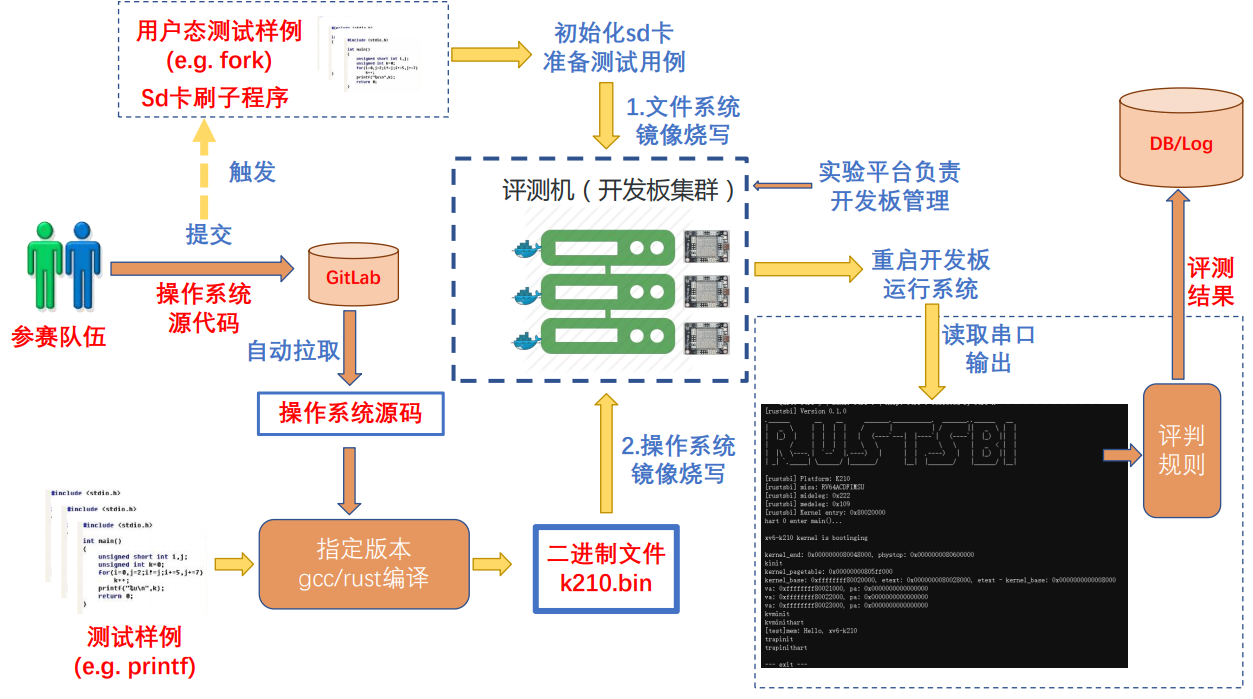 用户态测试样例
(e.g. fork)
Sd卡刷子程序
#include <stdio.h>
int main()
{
unsigned short int i,j;
unsigned int k=0;
for(i=0,j=2;i!=j;i+=5,j+=7)
k++;
printf("%u\n",k);
return 0;
}
初始化sd卡
准备测试用例
1.文件系统
镜像烧写
触发
提交
参赛队伍
操作系统
源代码
GitLab
自动拉取
操作系统源码
评测机（开发板集群）
实验平台负责
开发板管理
重启开发板
运行系统
读取串口
输出
DB/Log
评测
结果
评判
规则
2.操作系统
镜像烧写
#include <stdio.h>
#include <stdio.h>
#include <stdio.h>
int main()
{
unsigned short int i,j;
unsigned int k=0;
for(i=0,j=2;i!=j;i+=5,j+=7)
k++;
printf("%u\n",k);
return 0;
}
测试样例
(e.g. printf)
指定版本
gcc/rust编译
二进制文件
k210.bin
[rustsbi] Version 0.1.0
RUSTSBI
[rustsbi] Platform: K210
[rustsbi] misa: RV64ACDFIMSU
[rustsbi] mideleg: 0x222
[rustsbi] medeleg: 0x109
[rustsbi] Kernel entry: 0x80020000
hart 0 enter main()...
xv6-k210 kernel is bootinging
kernel_end: 0x0000000080048000, phystop: 0x0000000080600000
kinit
kernel_pagetable: 0x00000000805ff000
kernel_base: 0xffffffff80020000, etext: 0x0000000080028000, etext - kernel_base: 0x0000000000008000
va: 0xffffffff80021000, pa: 0x0000000000000000
va: 0xffffffff80022000, pa: 0x0000000000000000
va: 0xffffffff80023000, pa: 0x0000000000000000
kvminit
kvminithart
[test]mem: Hello, xv6-k210
trapinit
trapinithart
--- exit ---